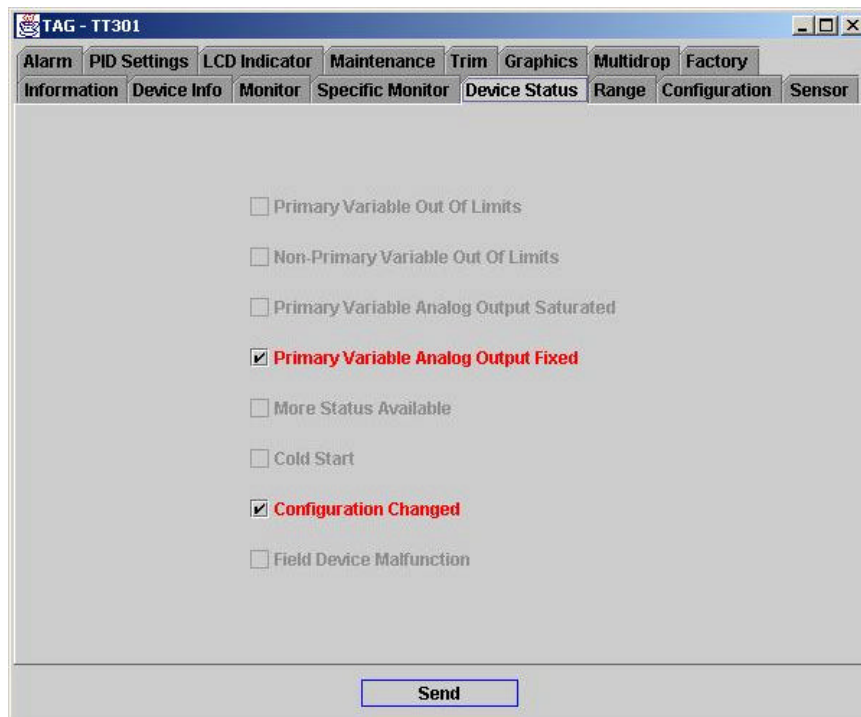 TAG - TT301
Alarm PID Settings LCD Indicator Maintenance Trim Graphics Multidrop Factory
Information Device Info Monitor Specific Monitor Device Status Range Configuration Sensor
Primary Variable Out Of Limits
Non-Primary Variable Out Of Limits
Primary Variable Analog Output Saturated
Primary Variable Analog Output Fixed
More Status Available
Cold Start
Configuration Changed
Field Device Malfunction
Send